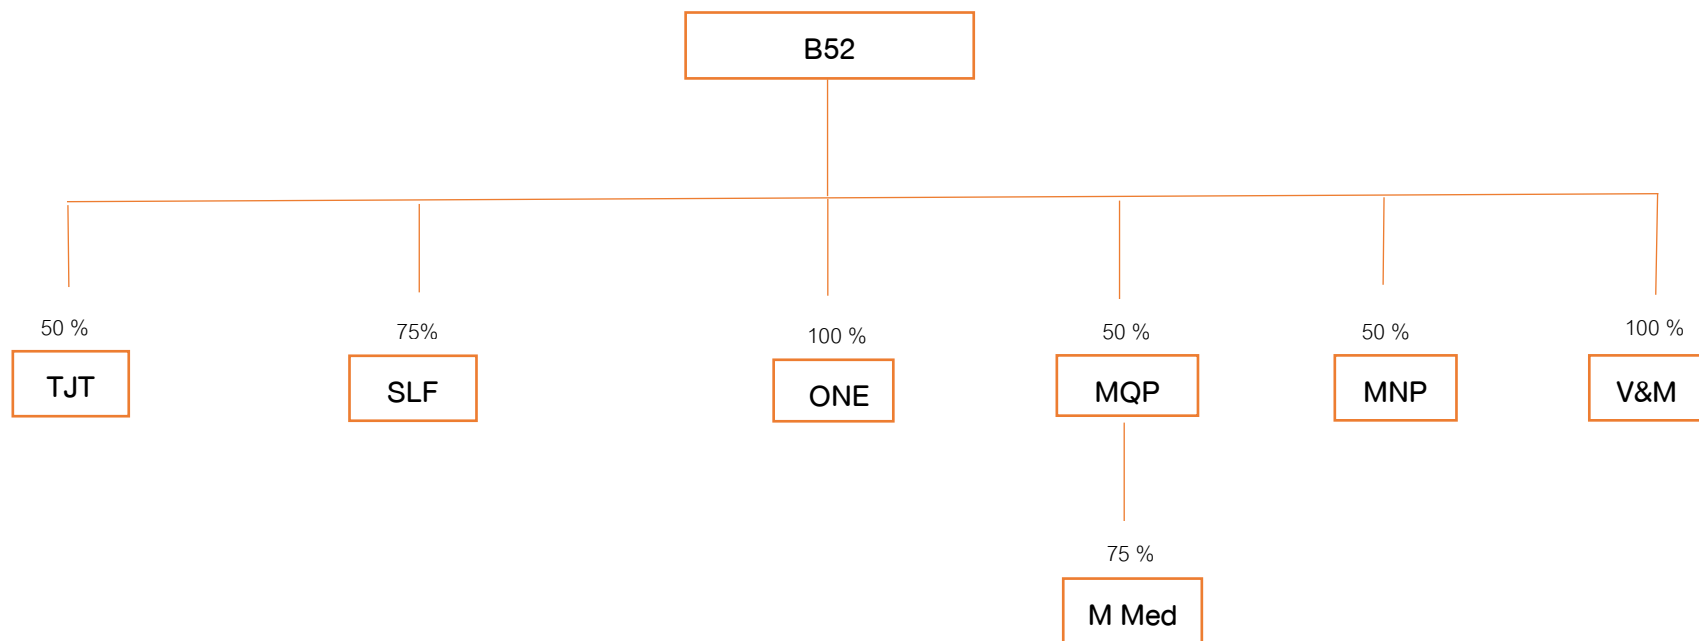 B52
50 %
75%
100 %
50 %
50 %
100 %
TJT
SLF
ONE
MQP
MNP
V&M
75 %
M Med